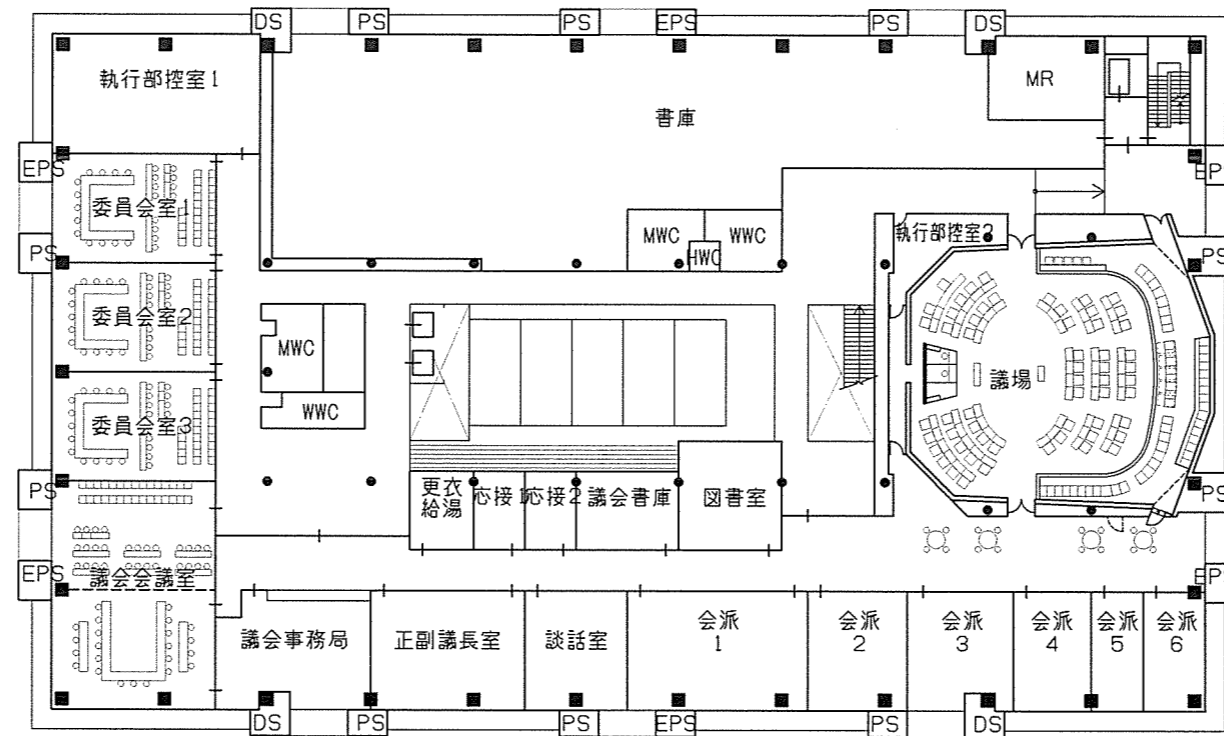 DS
PS
PS
EPS
PS
DS
執行部控室1
書庫
MR
EPS
委員会室1
MWC
WWC
HWC
執行部控室2
PS
PS
委員会室2
MWC
議場
WWC
委員会室3
PS
更衣
給湯
応接1
応接2
議会書庫
図書室
PS
EPS
議会会議室
議会事務局
正副議長室
談話室
会派
1
会派
2
会派
3
会派
4
会派
5
会派
6
DS
PS
PS
EPS
PS
DS